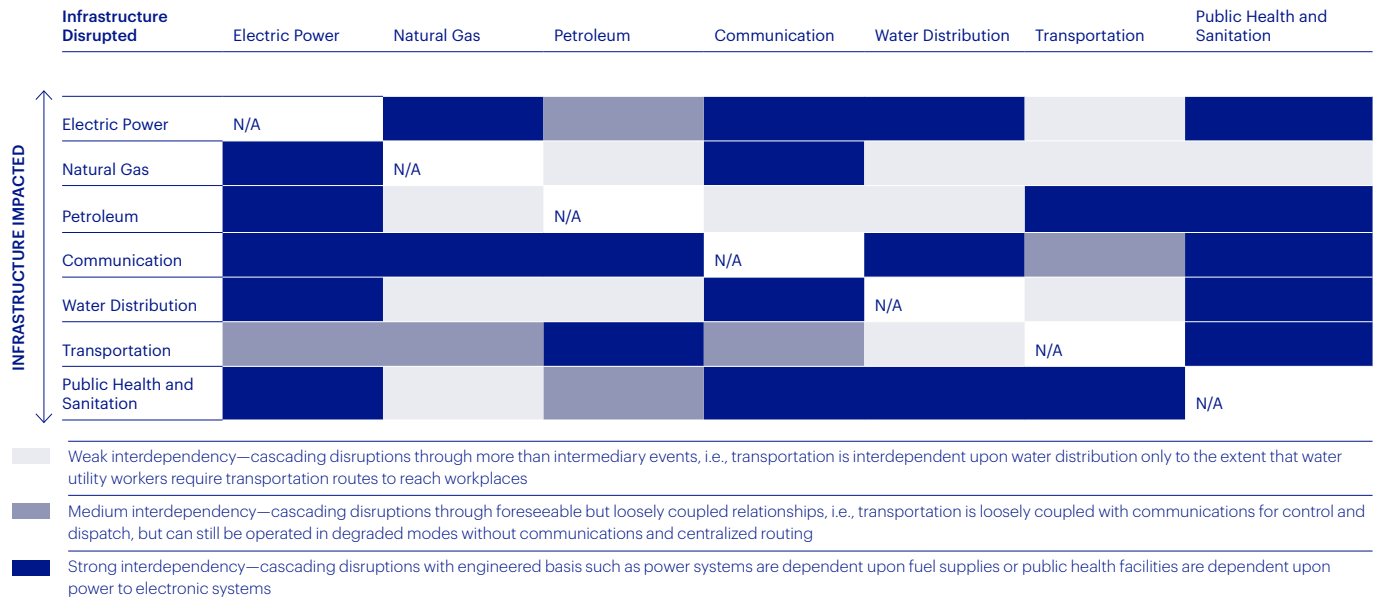 Infrastructure
Disrupted
Electric Power
Natural Gas
Petroleum
Communication
Water Distribution
Transportation
Public Health and
Sanitation
INFRASTRUCTURE IMPACTED
Electric Power
N/A
Natural Gas
N/A
Petroleum
N/A
Communication
N/A
Water Distribution
N/A
Transportation
N/A
Public Health and
Sanitation
N/A
Weak interdependency—cascading disruptions through more than intermediary events, i.e., transportation is interdependent upon water distribution only to the extent that water
utility workers require transportation routes to reach workplaces
Medium interdependency—cascading disruptions through foreseeable but loosely coupled relationships, i.e., transportation is loosely coupled with communications for control and
dispatch, but can still be operated in degraded modes without communications and centralized routing
Strong interdependency—cascading disruptions with engineered basis such as power systems are dependent upon fuel supplies or public health facilities are dependent upon
power to electronic systems